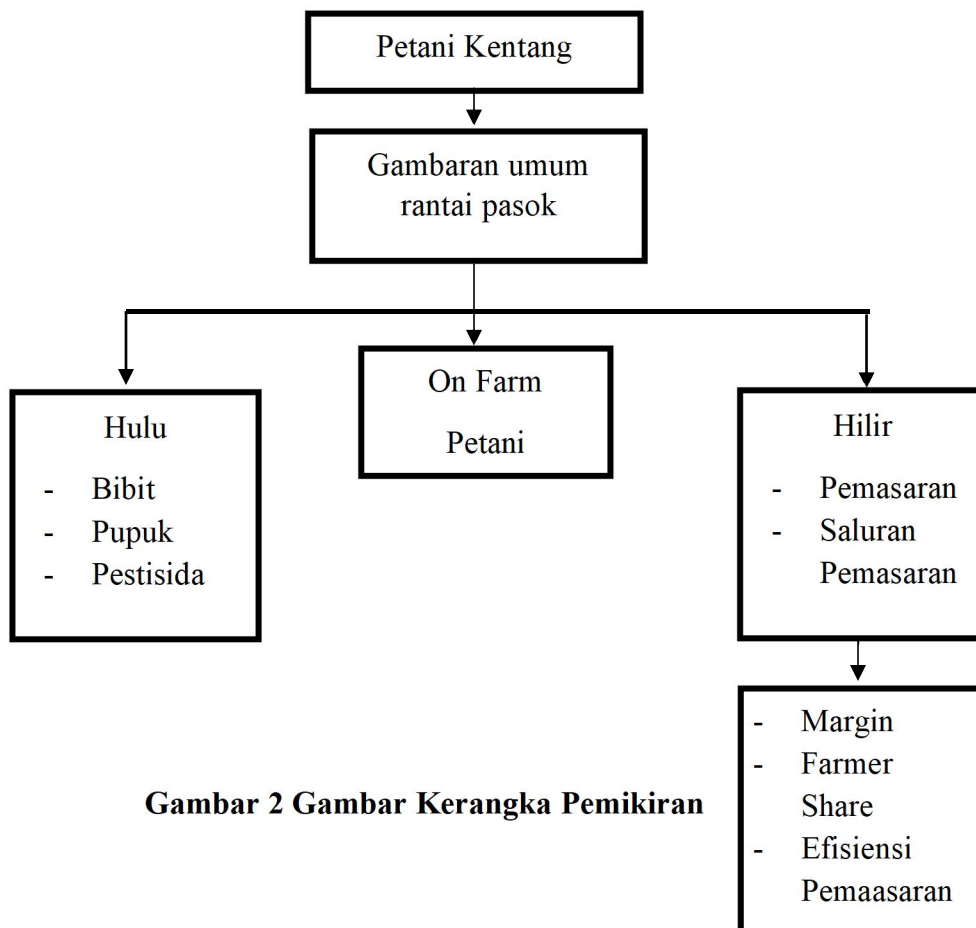 Petani Kentang
Gambaran umum
rantai pasok
Hulu
- Bibit
- Pupuk
- Pestisida
On Farm
Petani
Hilir
- Pemasaran
- Saluran
Pemasaran
- Margin
- Farmer
Share
- Efisiensi
Pemaasaran
Gambar 2 Gambar Kerangka Pemikiran